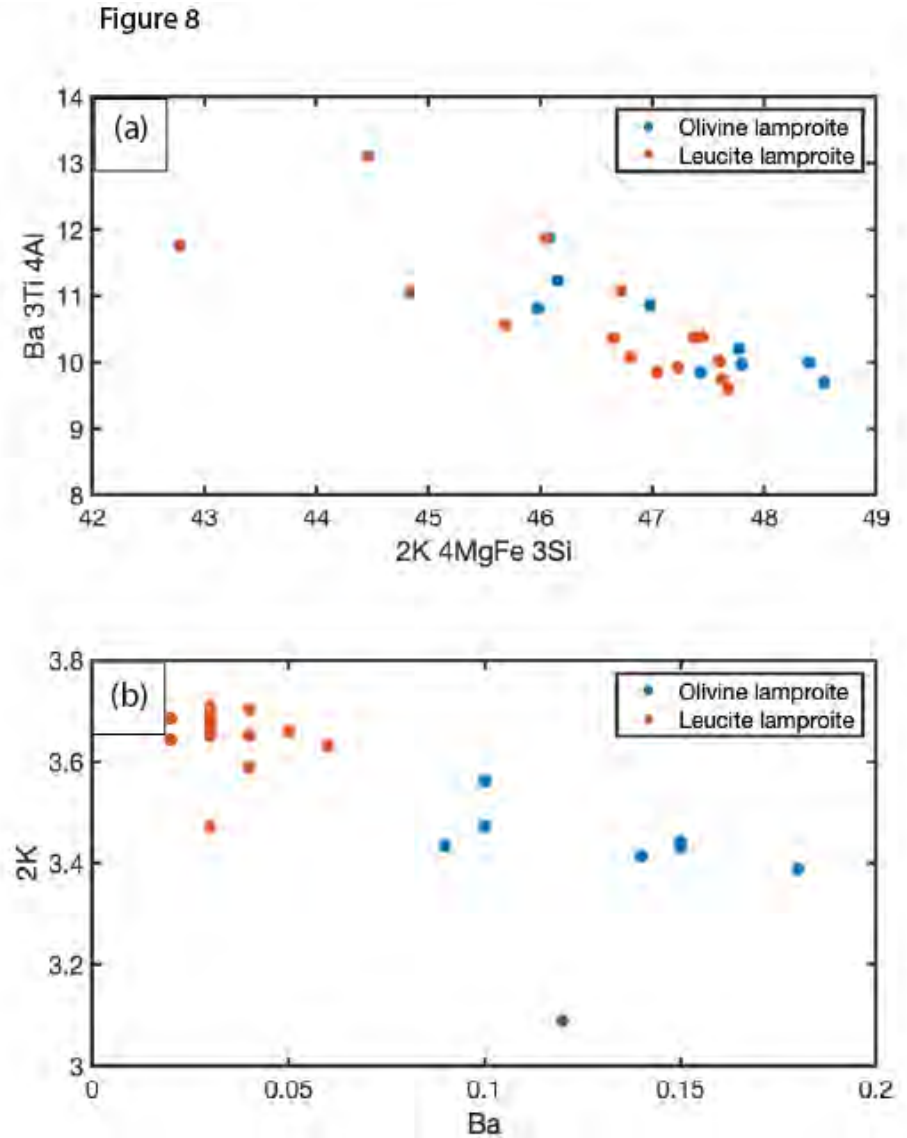 Figure 8
(a)
Olivine lamproite
Leucite lamproite
14
13
12
11
10
9
8
Ba 3Ti 4Al
42 43 44 45 46 47 48 49
2K 4MgFe 3Si
(b)
Olivine lamproite
Leucite lamproite
3.8
3.6
3.4
3.2
3
2K
0 0.05 0.1 0.15 0.2
Ba